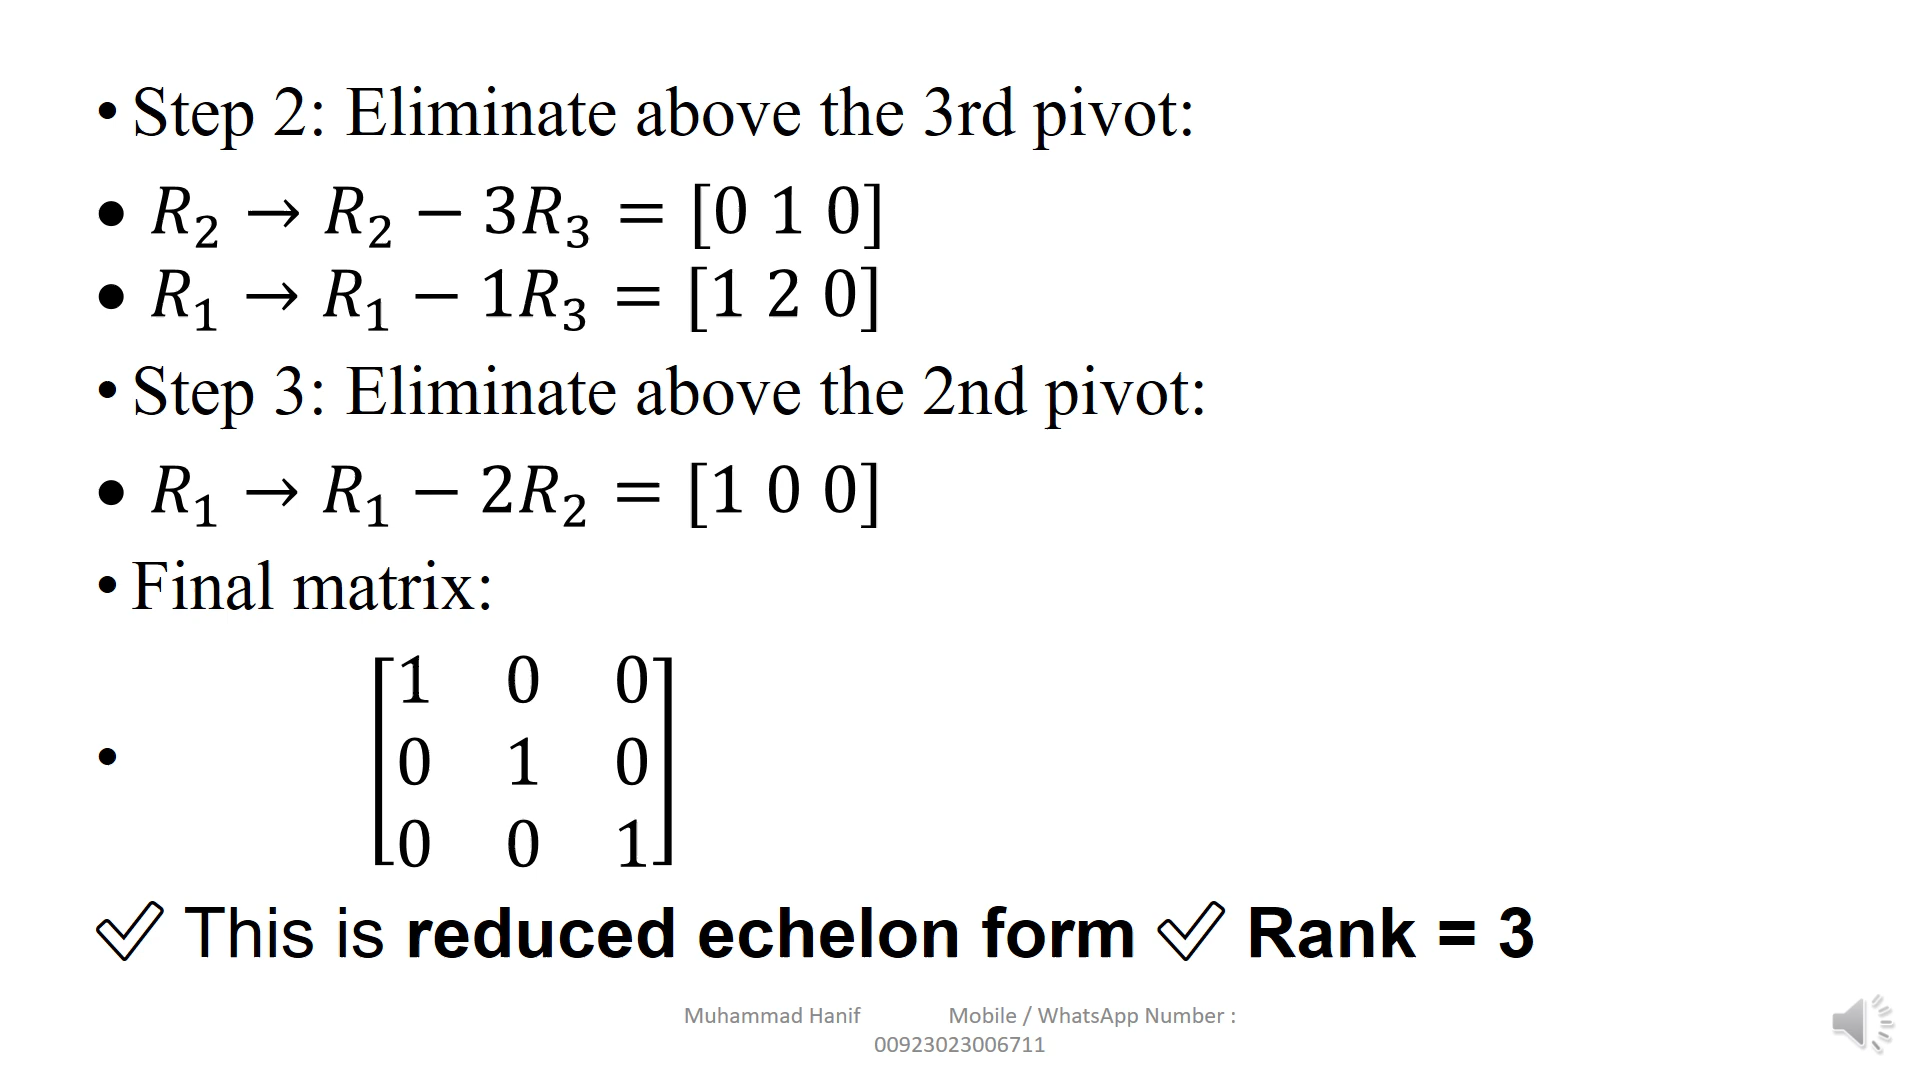 • Step 2: Eliminate above the 3rd pivot:
• R₂ → R₂ − 3R₃ = [0 1 0]
• R₁ → R₁ − 1R₃ = [1 2 0]
• Step 3: Eliminate above the 2nd pivot:
• R₁ → R₁ − 2R₂ = [1 0 0]
• Final matrix:
1 0 0
• 0 1 0
0 0 1
✓ This is reduced echelon form ✓ Rank = 3
Muhammad Hanif Mobile / WhatsApp Number :
00923023006711